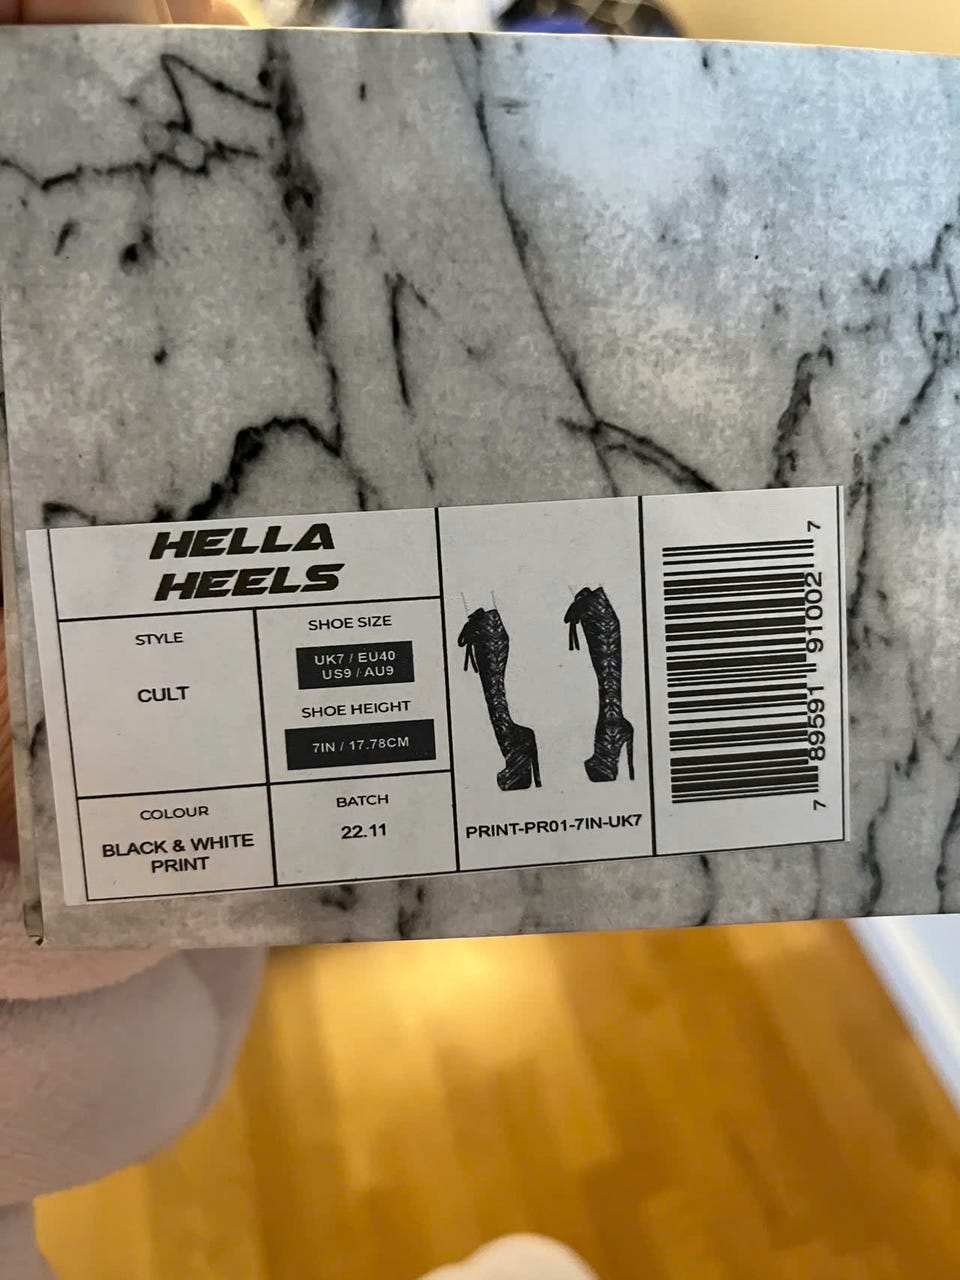 HELLA
HEELS
STYLE
CULT
SHOE SIZE
UK7 / EU40
US9 / AU9
SHOE HEIGHT
7IN / 17.78CM
COLOUR
BLACK & WHITE
PRINT
BATCH
22.11
PRINT-PR01-7IN-UK7
7 89591 91002 7